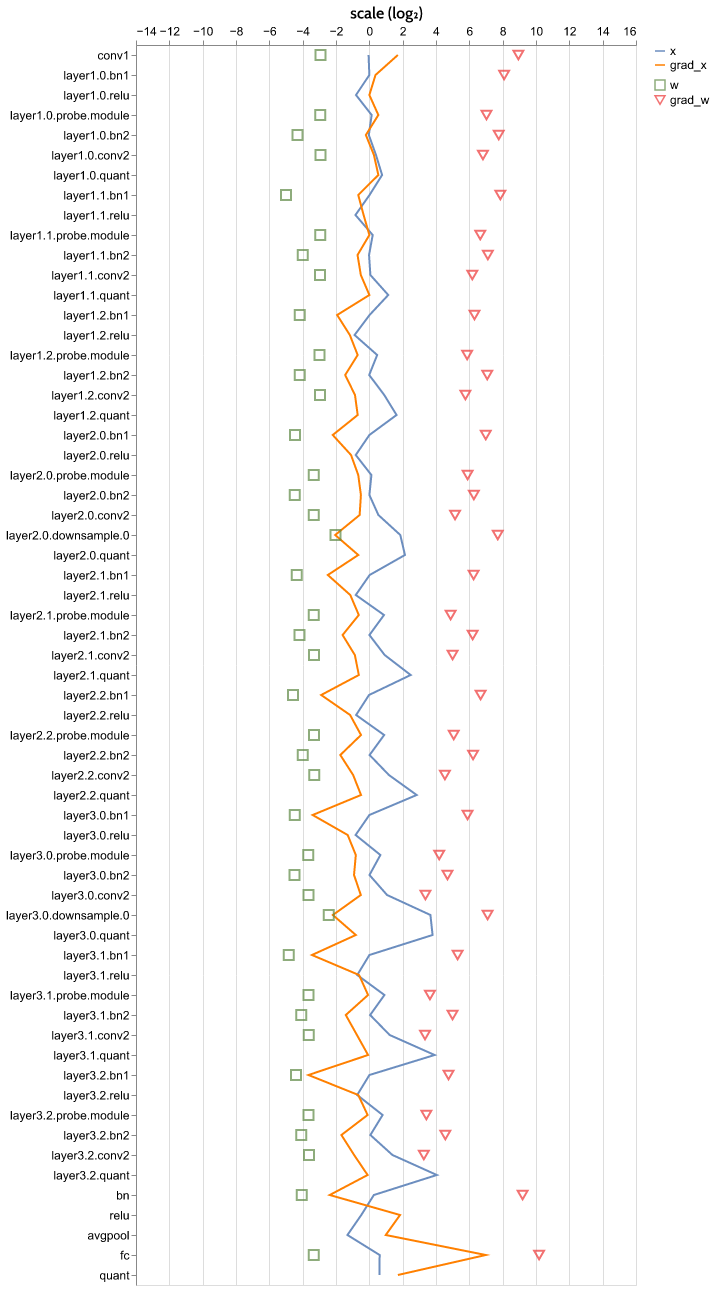 scale (log₂)
−14 −12 −10 −8 −6 −4 −2 0 2 4 6 8 10 12 14 16
x
grad_x
w
grad_w
conv1
layer1.0.bn1
layer1.0.relu
layer1.0.probe.module
layer1.0.bn2
layer1.0.conv2
layer1.0.quant
layer1.1.bn1
layer1.1.relu
layer1.1.probe.module
layer1.1.bn2
layer1.1.conv2
layer1.1.quant
layer1.2.bn1
layer1.2.relu
layer1.2.probe.module
layer1.2.bn2
layer1.2.conv2
layer1.2.quant
layer2.0.bn1
layer2.0.relu
layer2.0.probe.module
layer2.0.bn2
layer2.0.conv2
layer2.0.downsample.0
layer2.0.quant
layer2.1.bn1
layer2.1.relu
layer2.1.probe.module
layer2.1.bn2
layer2.1.conv2
layer2.1.quant
layer2.2.bn1
layer2.2.relu
layer2.2.probe.module
layer2.2.bn2
layer2.2.conv2
layer2.2.quant
layer3.0.bn1
layer3.0.relu
layer3.0.probe.module
layer3.0.bn2
layer3.0.conv2
layer3.0.downsample.0
layer3.0.quant
layer3.1.bn1
layer3.1.relu
layer3.1.probe.module
layer3.1.bn2
layer3.1.conv2
layer3.1.quant
layer3.2.bn1
layer3.2.relu
layer3.2.probe.module
layer3.2.bn2
layer3.2.conv2
layer3.2.quant
bn
relu
avgpool
fc
quant